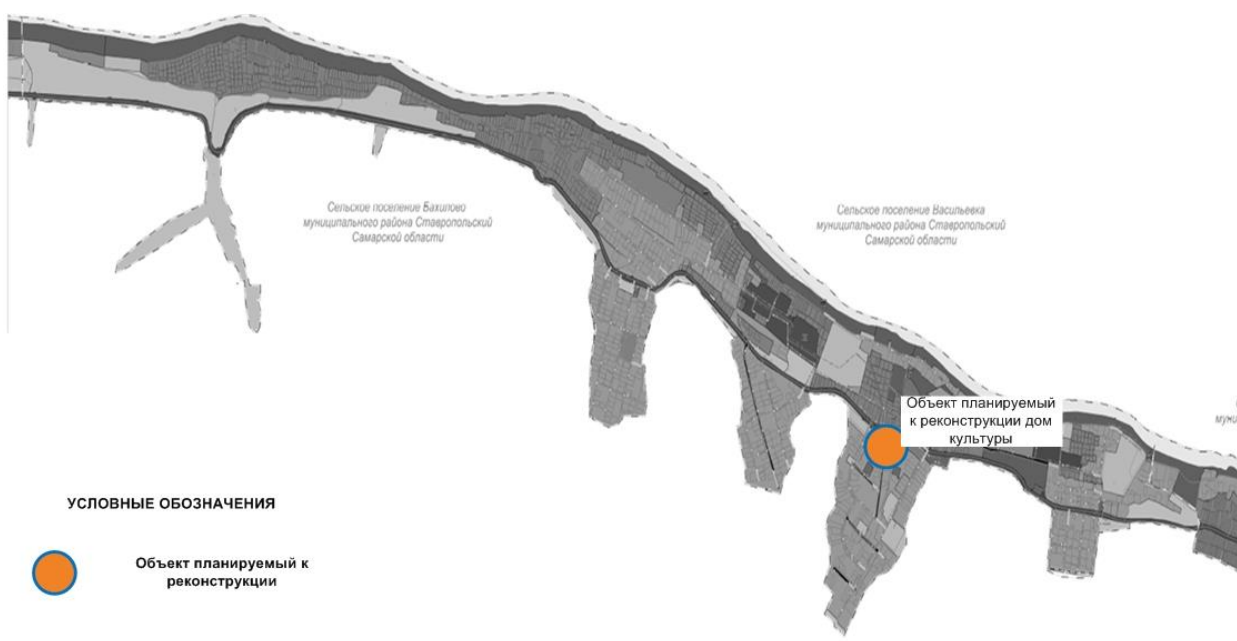 Сельское поселение Бахилово
муниципального района Ставропольский
Самарской области
Сельское поселение Васильевка
муниципального района Ставропольский
Самарской области
Объект планируемый
к реконструкции дом
культуры
УСЛОВНЫЕ ОБОЗНАЧЕНИЯ
Объект планируемый к
реконструкции